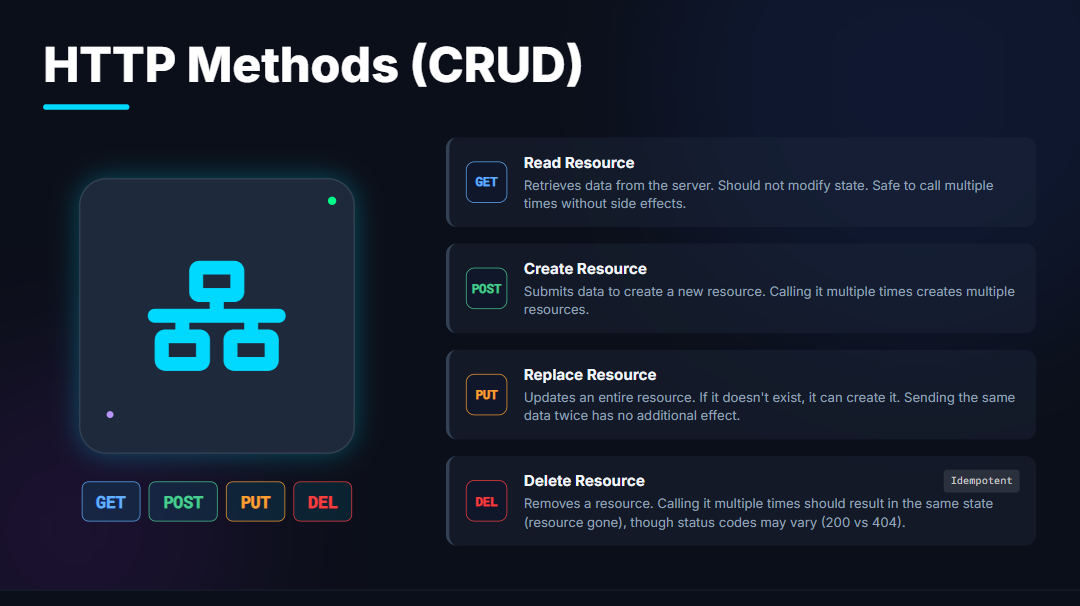 HTTP Methods (CRUD)
GET POST PUT DEL
GET
Read Resource
Retrieves data from the server. Should not modify state. Safe to call multiple
times without side effects.
POST
Create Resource
Submits data to create a new resource. Calling it multiple times creates multiple
resources.
PUT
Replace Resource
Updates an entire resource. If it doesn't exist, it can create it. Sending the same
data twice has no additional effect.
DEL
Delete Resource
Idempotent
Removes a resource. Calling it multiple times should result in the same state
(resource gone), though status codes may vary (200 vs 404).